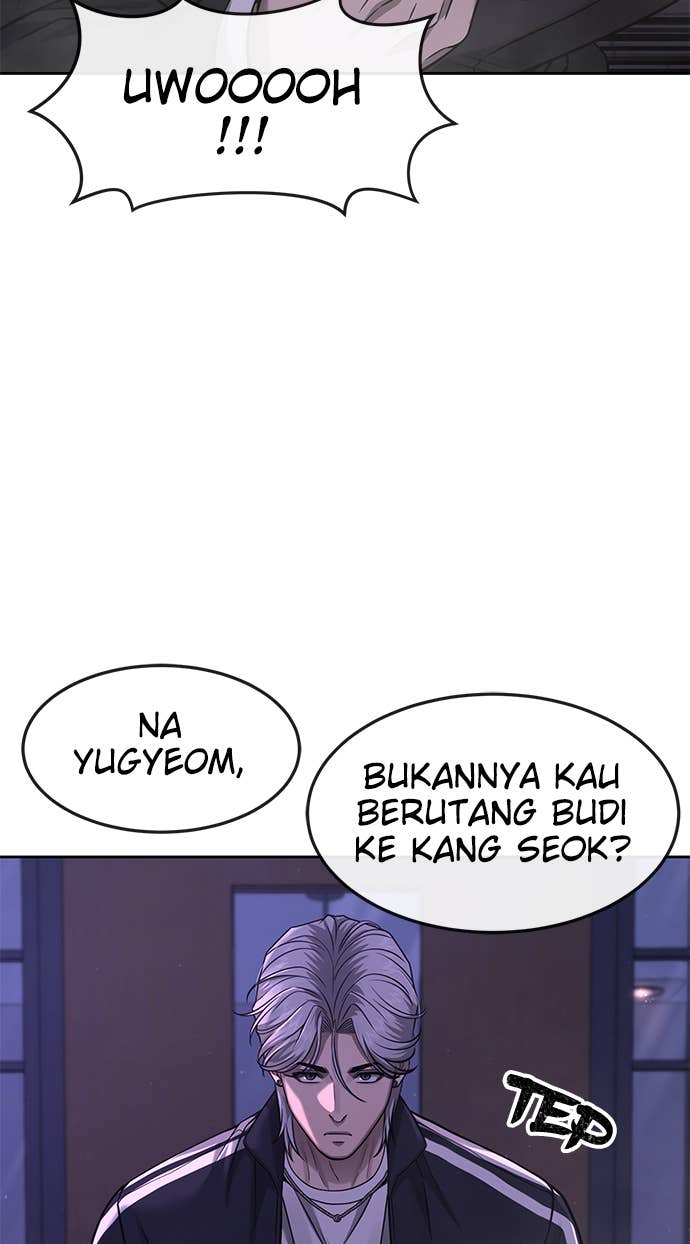 UWOOOOH
!!!
NA
YUGYEOM,
BUKANNYA KAU
BERUTANG BUDI
KE KANG SEOK?
TEP